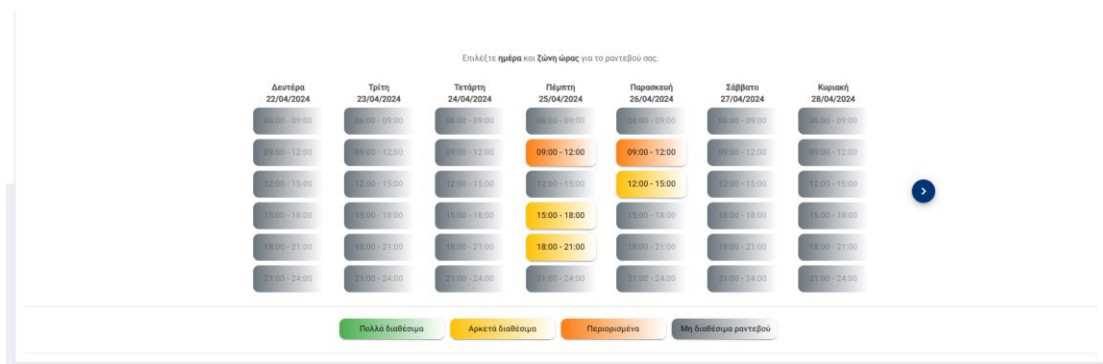 Επιλέξτε ημέρα και ζώνη ώρας για το ραντεβού σας.
Δευτέρα Τρίτη Τετάρτη Πέμπτη Παρασκευή Σάββατο Κυριακή
22/04/2024 23/04/2024 24/04/2024 25/04/2024 26/04/2024 27/04/2024 28/04/2024
06:00 - 09:00 06:00 - 09:00 06:00 - 09:00 06:00 - 09:00 06:00 - 09:00 06:00 - 09:00 06:00 - 09:00
09:00 - 12:00 09:00 - 12:00 09:00 - 12:00 09:00 - 12:00 09:00 - 12:00 09:00 - 12:00 09:00 - 12:00
12:00 - 15:00 12:00 - 15:00 12:00 - 15:00 12:00 - 15:00 12:00 - 15:00 12:00 - 15:00 12:00 - 15:00
15:00 - 18:00 15:00 - 18:00 15:00 - 18:00 15:00 - 18:00 15:00 - 18:00 15:00 - 18:00 15:00 - 18:00
18:00 - 21:00 18:00 - 21:00 18:00 - 21:00 18:00 - 21:00 18:00 - 21:00 18:00 - 21:00 18:00 - 21:00
21:00 - 24:00 21:00 - 24:00 21:00 - 24:00 21:00 - 24:00 21:00 - 24:00 21:00 - 24:00 21:00 - 24:00
Πολλά διαθέσιμα Αρκετά διαθέσιμα Περιορισμένα Μη διαθέσιμα ραντεβού